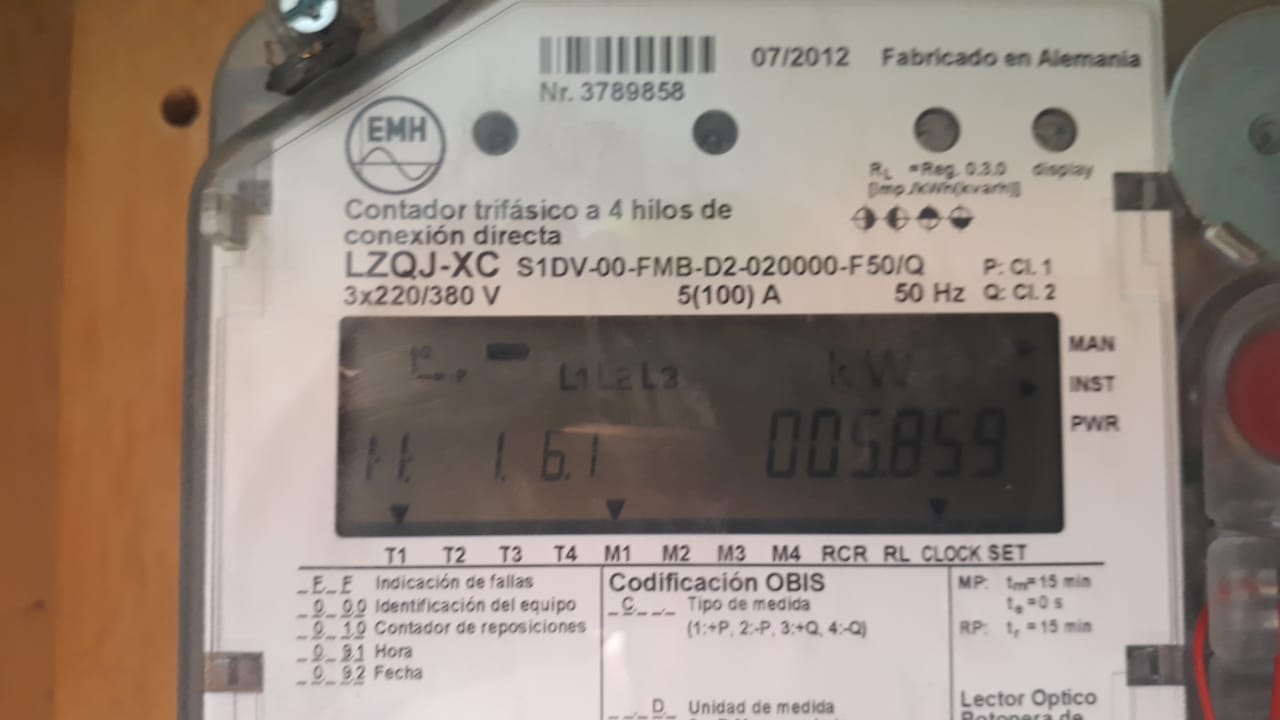 07/2012 Fabricado en Alemania
Nr. 3789858
EMH
RL =Reg. 0.3.0 display
[Imp./kWh(kvarh)]
Contador trifásico a 4 hilos de
conexión directa
LZQJ-XC S1DV-00-FMB-D2-020000-F50/Q P: Cl. 1
3x220/380 V 5(100) A 50 Hz Q: Cl. 2
L1 L2 L3 kW
1.6.1 005.859
MAN
INST
PWR
T1 T2 T3 T4 M1 M2 M3 M4 RCR RL CLOCK SET
_E_E Indicación de fallas
_0_0.0 Identificación del equipo
_0_1.0 Contador de reposiciones
_0_9.1 Hora
_0_9.2 Fecha
Codificación OBIS
_C_._ Tipo de medida
(1:+P, 2:-P, 3:+Q, 4:-Q)
_._D._ Unidad de medida
MP: tm=15 min
te=0 s
RP: tr=15 min
Lector Optico